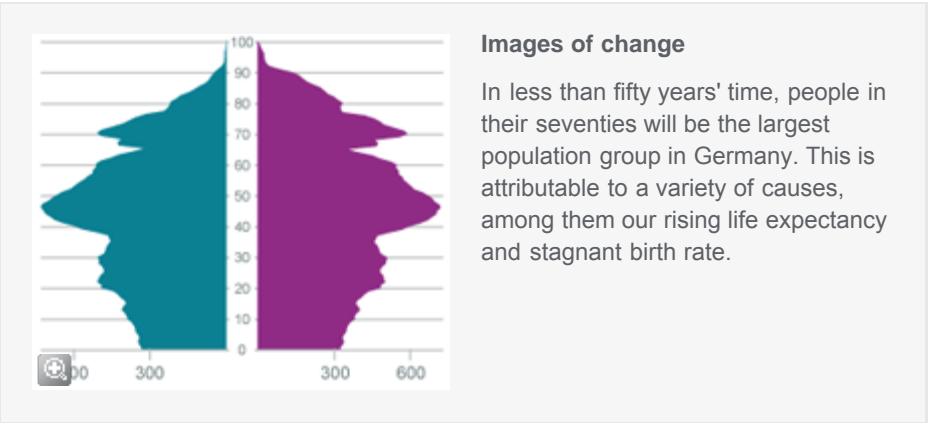 Images of change
In less than fifty years' time, people in
their seventies will be the largest
population group in Germany. This is
attributable to a variety of causes,
among them our rising life expectancy
and stagnant birth rate.
100
90
80
70
60
50
40
30
20
10
0
300
300
600